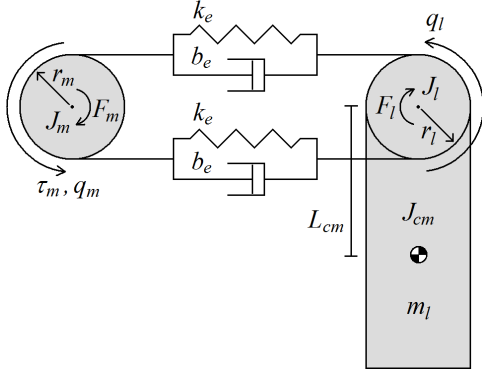 k_e
q_l
b_e
r_m
F_m
J_m
F_l
J_l
r_l
k_e
b_e
τ_m, q_m
L_cm
J_cm
m_l